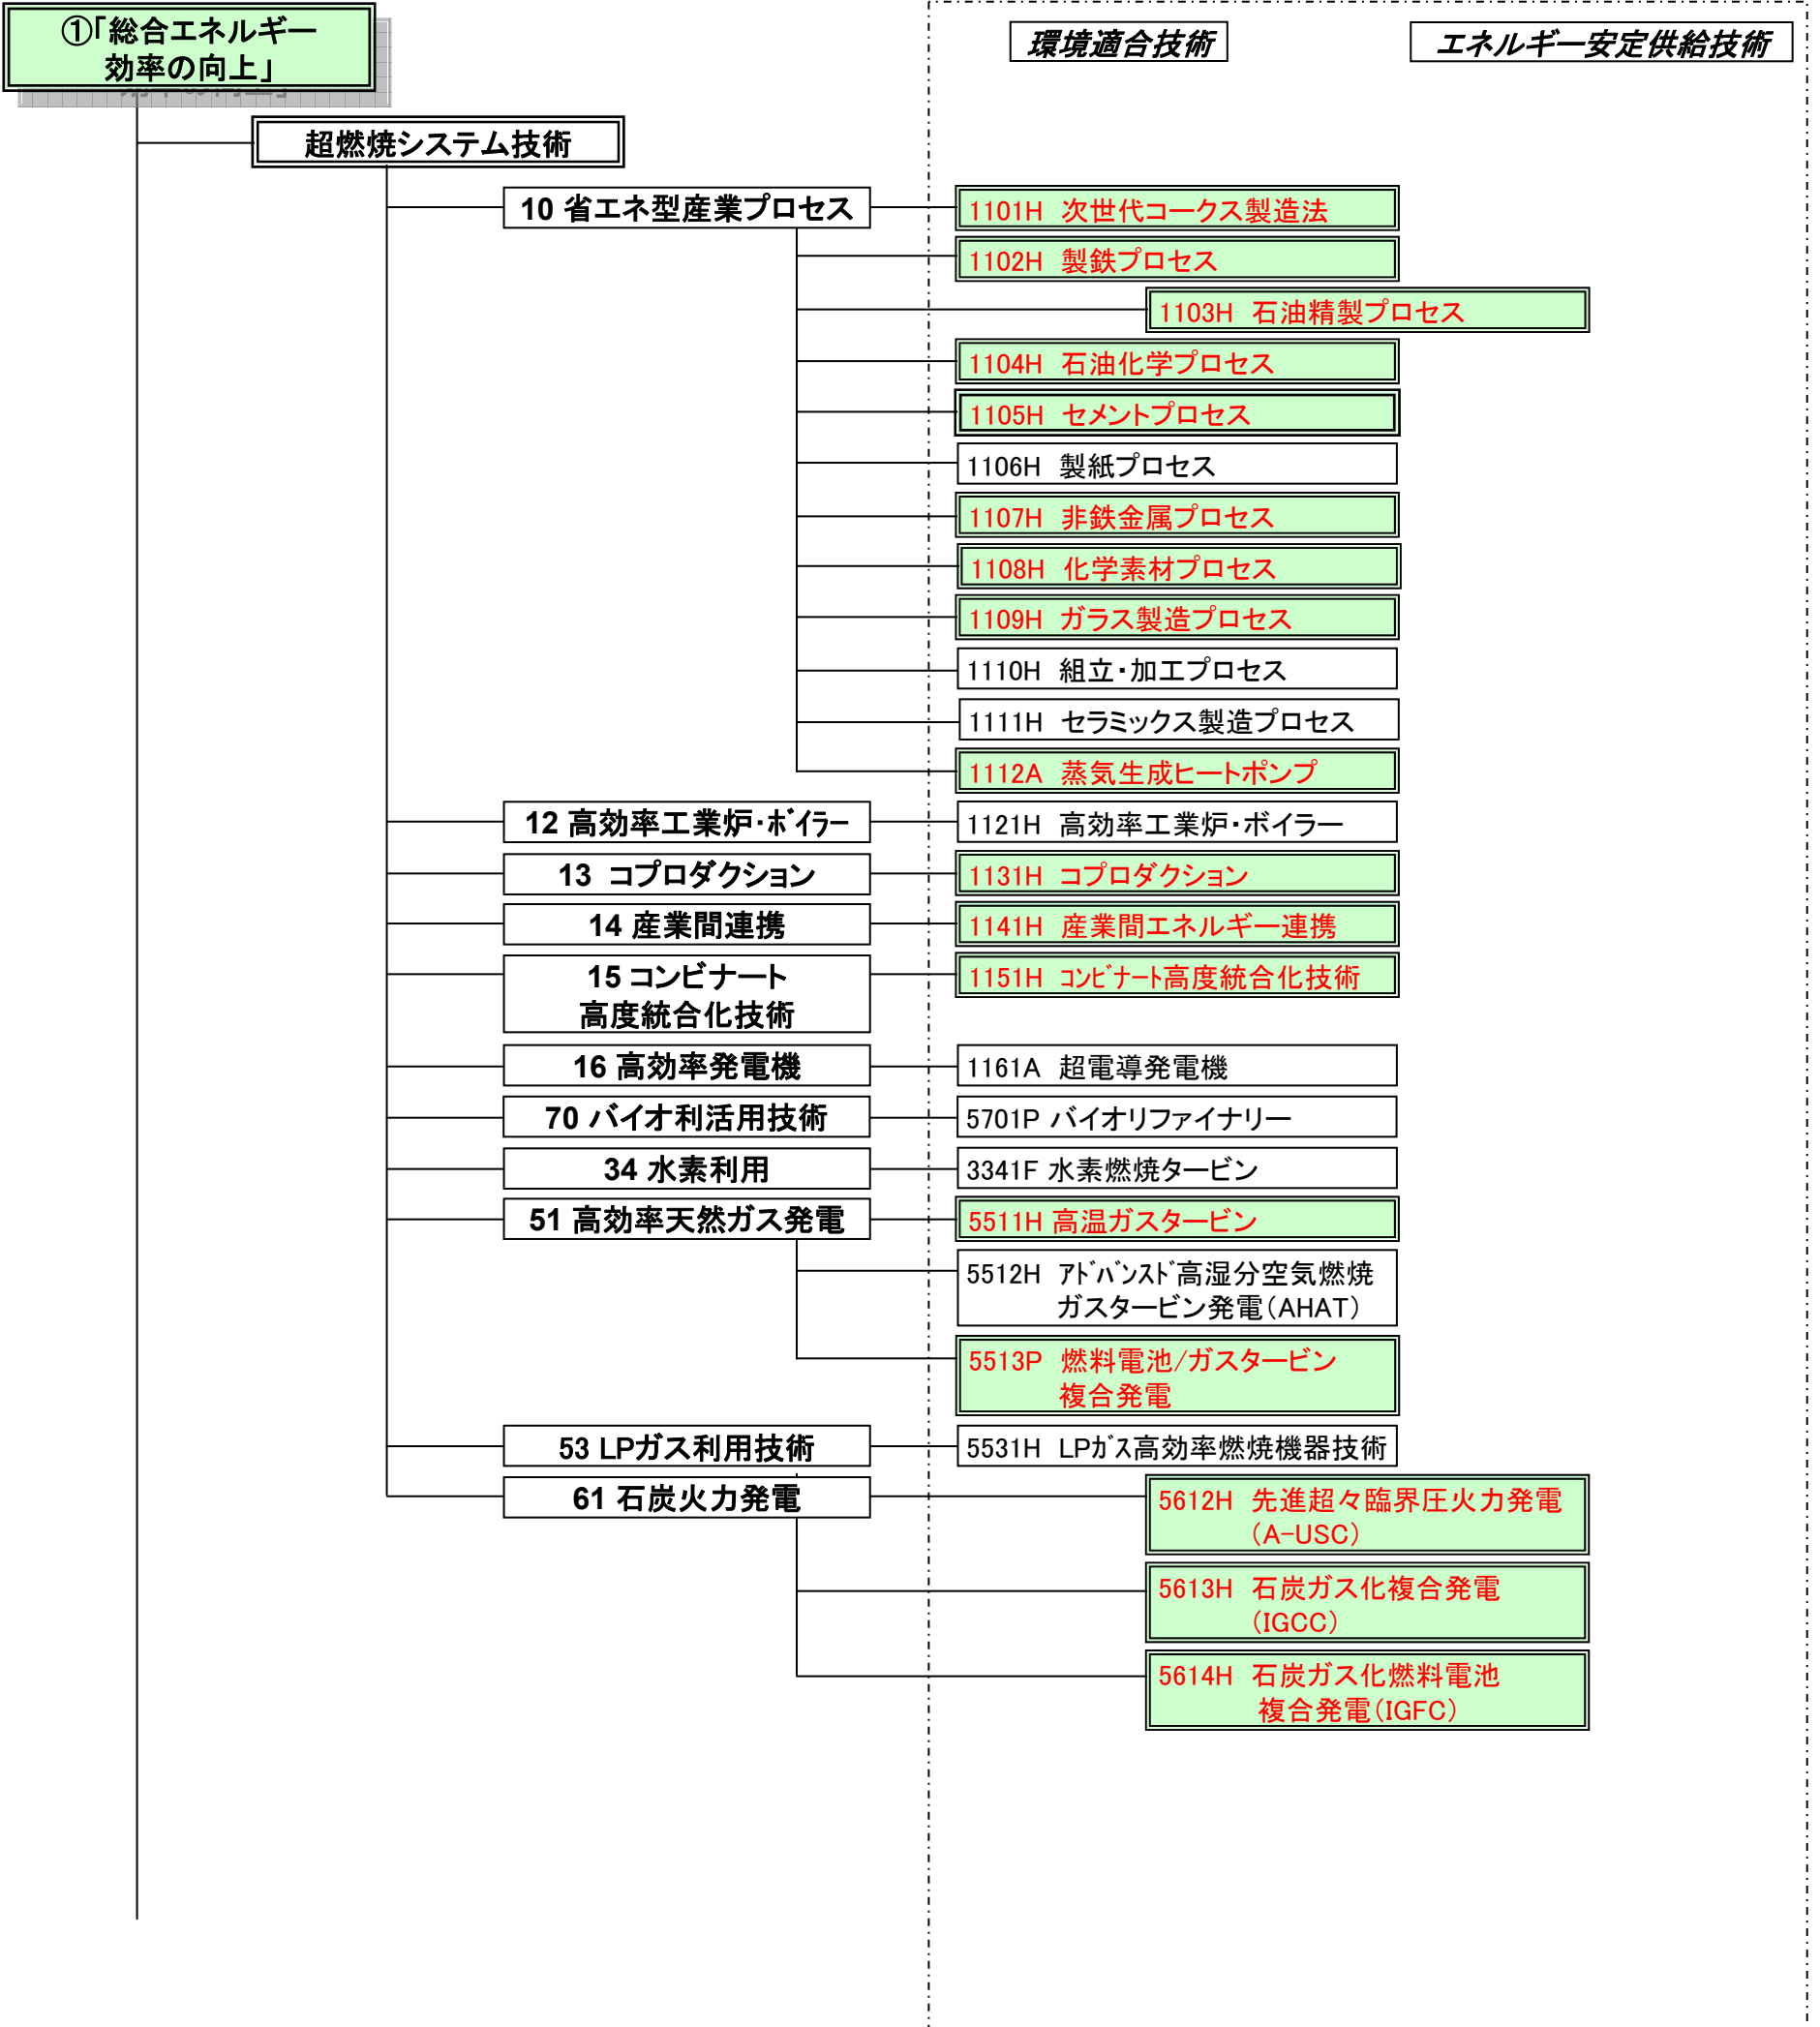 ①「総合エネルギー
効率の向上」
環境適合技術
エネルギー安定供給技術
超燃焼システム技術
10 省エネ型産業プロセス
1101H 次世代コークス製造法
1102H 製鉄プロセス
1103H 石油精製プロセス
1104H 石油化学プロセス
1105H セメントプロセス
1106H 製紙プロセス
1107H 非鉄金属プロセス
1108H 化学素材プロセス
1109H ガラス製造プロセス
1110H 組立・加工プロセス
1111H セラミックス製造プロセス
1112A 蒸気生成ヒートポンプ
12 高効率工業炉・ﾎﾞｲﾗｰ
1121H 高効率工業炉・ボイラー
13 コプロダクション
1131H コプロダクション
14 産業間連携
1141H 産業間エネルギー連携
15 コンビナート
高度統合化技術
1151H ｺﾝﾋﾞﾅｰﾄ高度統合化技術
16 高効率発電機
1161A 超電導発電機
70 バイオ利活用技術
5701P バイオリファイナリー
34 水素利用
3341F 水素燃焼タービン
51 高効率天然ガス発電
5511H 高温ガスタービン
5512H ｱﾄﾞﾊﾞﾝｽﾄﾞ高湿分空気燃焼
ガスタービン発電（AHAT）
5513P 燃料電池/ガスタービン
複合発電
53 LPガス利用技術
5531H LPｶﾞｽ高効率燃焼機器技術
61 石炭火力発電
5612H 先進超々臨界圧火力発電
（A-USC）
5613H 石炭ガス化複合発電
（IGCC）
5614H 石炭ガス化燃料電池
複合発電（IGFC）